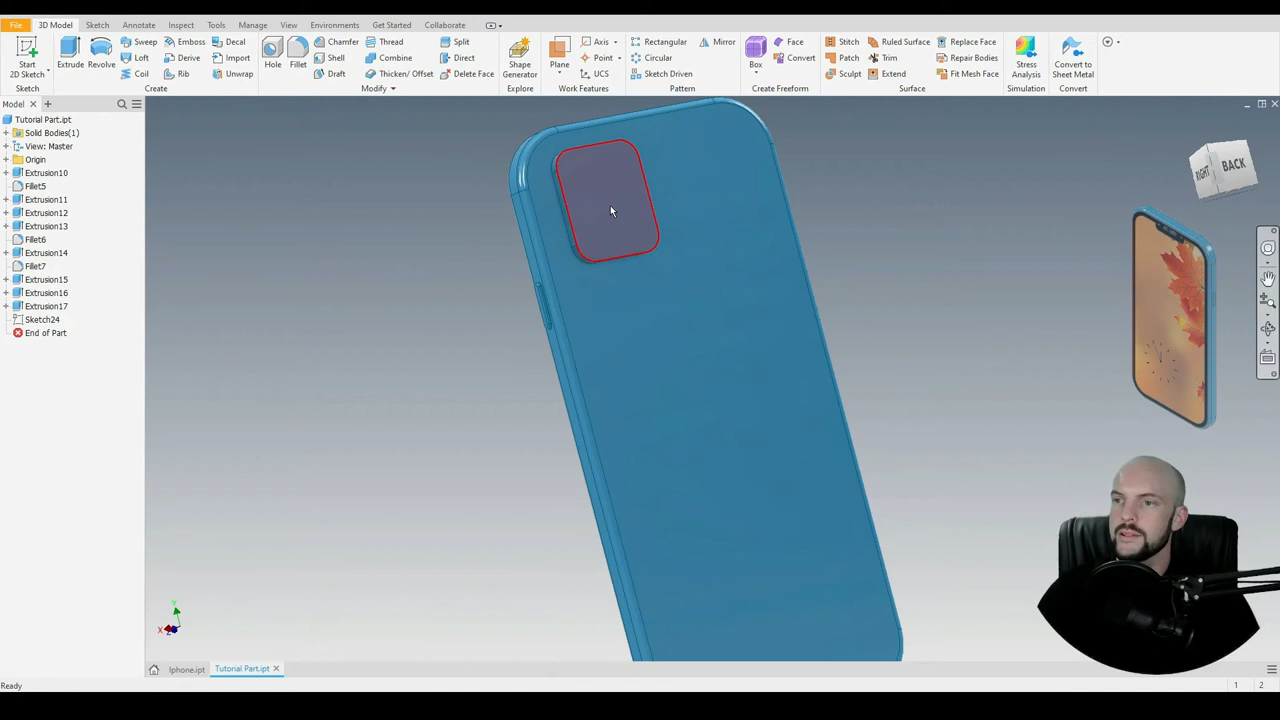 File 3D Model Sketch Annotate Inspect Tools Manage View Environments Get Started Collaborate
Start 2D Sketch Extrude Revolve Sweep Emboss Decal Hole Fillet Chamfer Thread Split Shape Generator Plane Axis Rectangular Mirror Box Face Stitch Ruled Surface Replace Face Stress Analysis Convert to Sheet Metal
Loft Derive Import Shell Combine Direct Point Circular Convert Patch Trim Repair Bodies
Coil Rib Unwrap Draft Thicken/ Offset Delete Face UCS Sketch Driven Sculpt Extend Fit Mesh Face
Sketch Create Modify Explore Work Features Pattern Create Freeform Surface Simulation Convert
Model
Tutorial Part.ipt
Solid Bodies(1)
View: Master
Origin
Extrusion10
Fillet5
Extrusion11
Extrusion12
Extrusion13
Fillet6
Extrusion14
Fillet7
Extrusion15
Extrusion16
Extrusion17
Sketch24
End of Part
RIGHT BACK
Y
X
Z
Iphone.ipt Tutorial Part.ipt
Ready 1 2